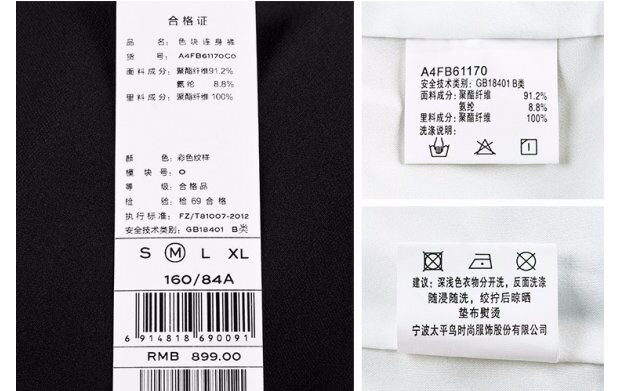 合格证
品 名: 色块连身裤
货 号: A4FB61170C0
面料成分: 聚酯纤维91.2%
氨纶 8.8%
里料成分: 聚酯纤维 100%
颜 色: 彩色纹样
模 块 号: O
等 级: 合格品
检 验: 检 69 合格
执行标准: FZ/T81007-2012
安全技术类别: GB18401 B类
S M L XL
160/84A
6 914818 690091
RMB 899.00
A4FB61170
安全技术类别: GB18401 B类
面料成分: 聚酯纤维 91.2%
氨纶 8.8%
里料成分: 聚酯纤维 100%
洗涤说明:
建议: 深浅色衣物分开洗, 反面洗涤
随浸随洗, 绞拧后晾晒
垫布熨烫
宁波太平鸟时尚服饰股份有限公司